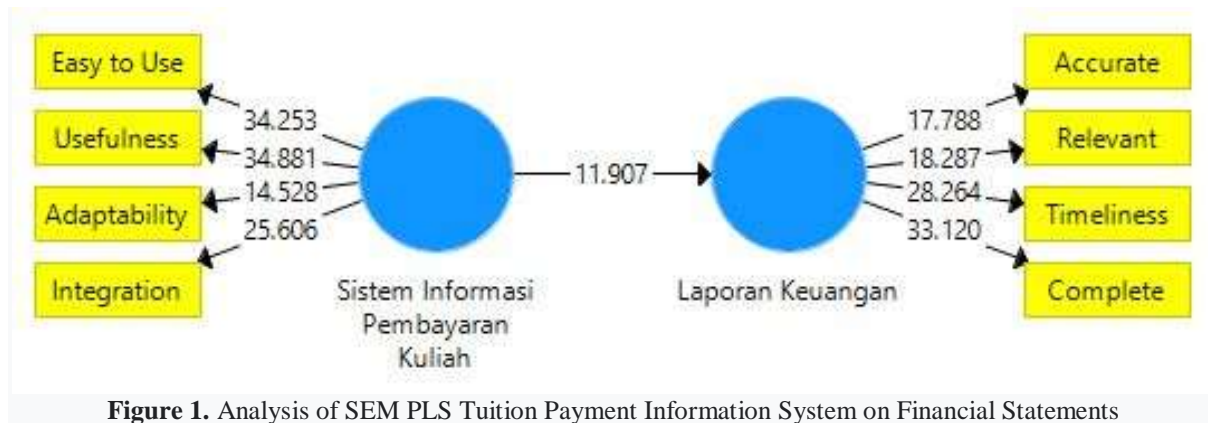 Easy to Use
Usefulness
Adaptability
Integration
34.253
34.881
14.528
25.606
Sistem Informasi
Pembayaran
Kuliah
11.907
Laporan Keuangan
17.788
18.287
28.264
33.120
Accurate
Relevant
Timeliness
Complete
Figure 1. Analysis of SEM PLS Tuition Payment Information System on Financial Statements